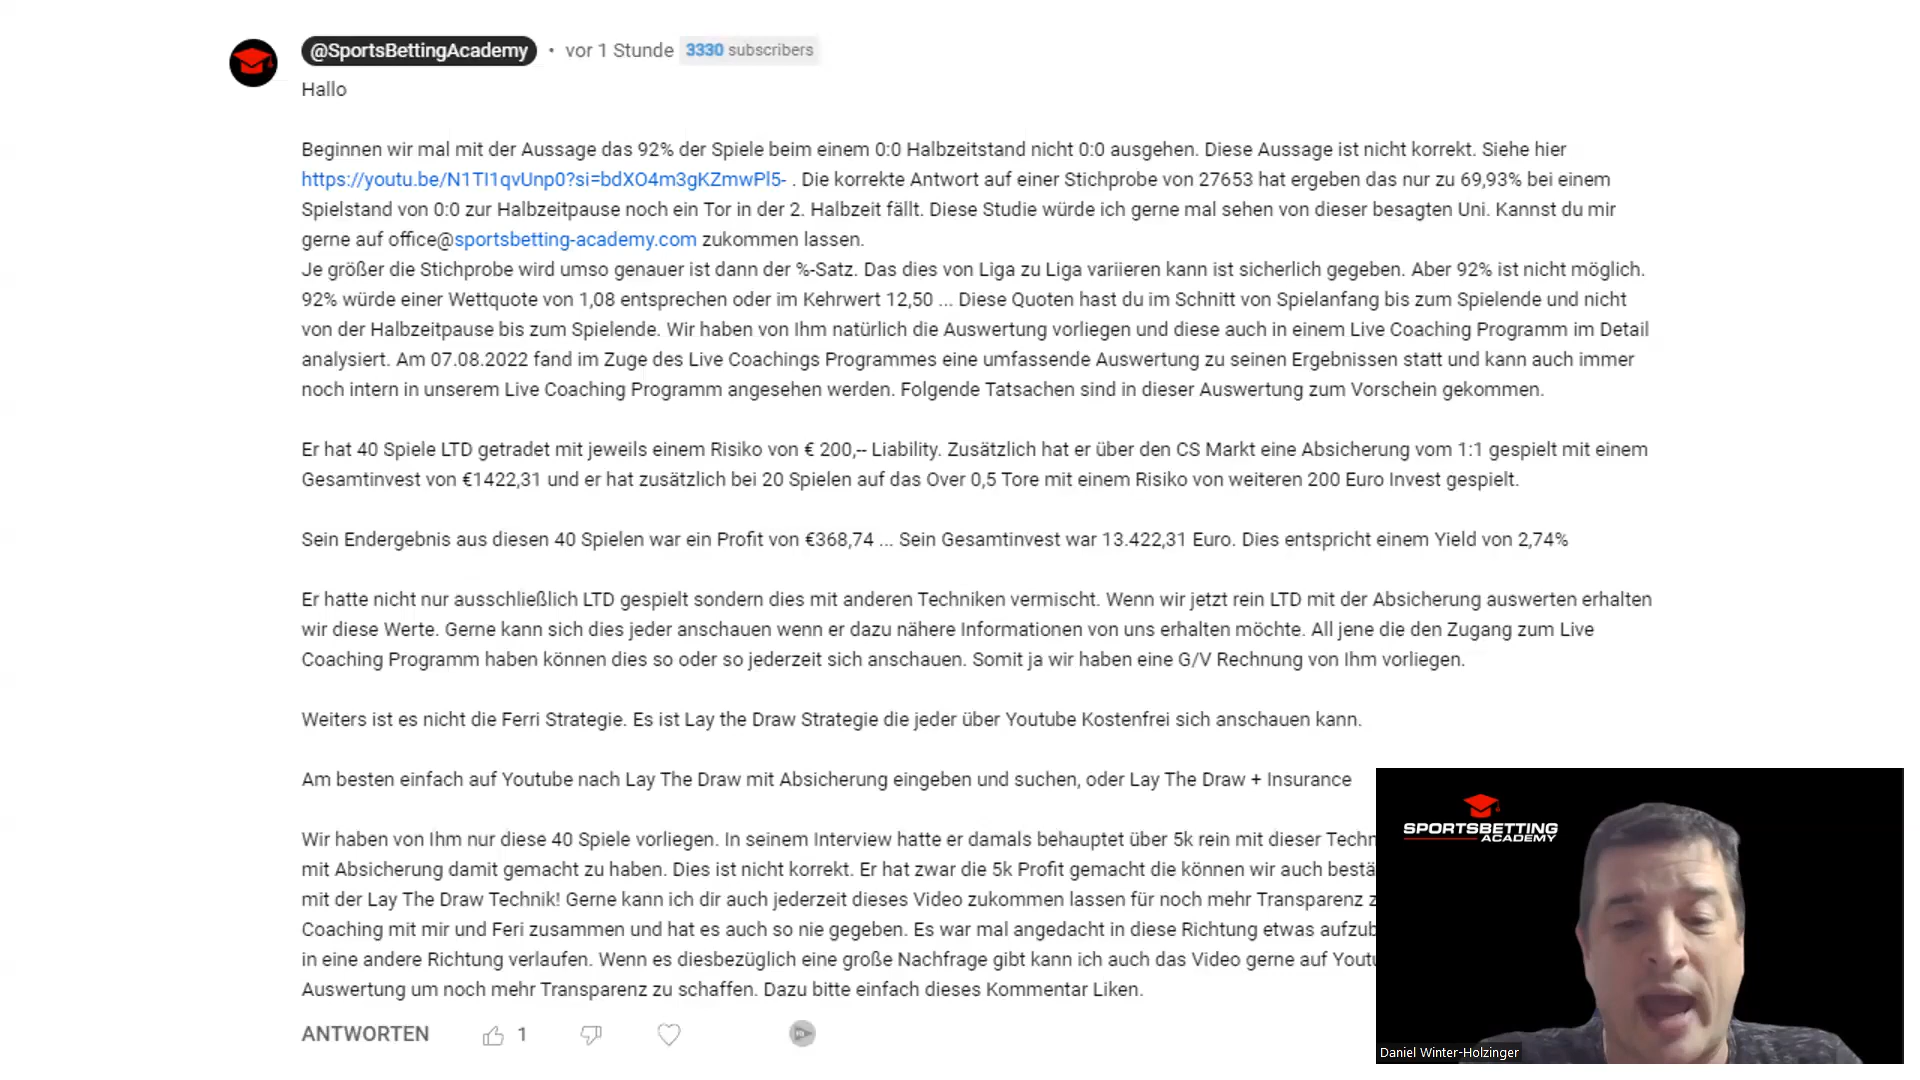 @SportsBettingAcademy • vor 1 Stunde 3330 subscribers
Hallo
Beginnen wir mal mit der Aussage das 92% der Spiele beim einem 0:0 Halbzeitstand nicht 0:0 ausgehen. Diese Aussage ist nicht korrekt. Siehe hier
https://youtu.be/N1TI1qvUnp0?si=bdXO4m3gKZmwPl5- . Die korrekte Antwort auf einer Stichprobe von 27653 hat ergeben das nur zu 69,93% bei einem
Spielstand von 0:0 zur Halbzeitpause noch ein Tor in der 2. Halbzeit fällt. Diese Studie würde ich gerne mal sehen von dieser besagten Uni. Kannst du mir
gerne auf office@sportsbetting-academy.com zukommen lassen.
Je größer die Stichprobe wird umso genauer ist dann der %-Satz. Das dies von Liga zu Liga variieren kann ist sicherlich gegeben. Aber 92% ist nicht möglich.
92% würde einer Wettquote von 1,08 entsprechen oder im Kehrwert 12,50 ... Diese Quoten hast du im Schnitt von Spielanfang bis zum Spielende und nicht
von der Halbzeitpause bis zum Spielende. Wir haben von Ihm natürlich die Auswertung vorliegen und diese auch in einem Live Coaching Programm im Detail
analysiert. Am 07.08.2022 fand im Zuge des Live Coachings Programmes eine umfassende Auswertung zu seinen Ergebnissen statt und kann auch immer
noch intern in unserem Live Coaching Programm angesehen werden. Folgende Tatsachen sind in dieser Auswertung zum Vorschein gekommen.
Er hat 40 Spiele LTD getradet mit jeweils einem Risiko von € 200,-- Liability. Zusätzlich hat er über den CS Markt eine Absicherung vom 1:1 gespielt mit einem
Gesamtinvest von €1422,31 und er hat zusätzlich bei 20 Spielen auf das Over 0,5 Tore mit einem Risiko von weiteren 200 Euro Invest gespielt.
Sein Endergebnis aus diesen 40 Spielen war ein Profit von €368,74 ... Sein Gesamtinvest war 13.422,31 Euro. Dies entspricht einem Yield von 2,74%
Er hatte nicht nur ausschließlich LTD gespielt sondern dies mit anderen Techniken vermischt. Wenn wir jetzt rein LTD mit der Absicherung auswerten erhalten
wir diese Werte. Gerne kann sich dies jeder anschauen wenn er dazu nähere Informationen von uns erhalten möchte. All jene die den Zugang zum Live
Coaching Programm haben können dies so oder so jederzeit sich anschauen. Somit ja wir haben eine G/V Rechnung von Ihm vorliegen.
Weiters ist es nicht die Ferri Strategie. Es ist Lay the Draw Strategie die jeder über Youtube Kostenfrei sich anschauen kann.
Am besten einfach auf Youtube nach Lay The Draw mit Absicherung eingeben und suchen, oder Lay The Draw + Insurance
Wir haben von Ihm nur diese 40 Spiele vorliegen. In seinem Interview hatte er damals behauptet über 5k rein mit dieser Techn
mit Absicherung damit gemacht zu haben. Dies ist nicht korrekt. Er hat zwar die 5k Profit gemacht die können wir auch bestä
mit der Lay The Draw Technik! Gerne kann ich dir auch jederzeit dieses Video zukommen lassen für noch mehr Transparenz z
Coaching mit mir und Feri zusammen und hat es auch so nie gegeben. Es war mal angedacht in diese Richtung etwas aufzub
in eine andere Richtung verlaufen. Wenn es diesbezüglich eine große Nachfrage gibt kann ich auch das Video gerne auf Youtu
Auswertung um noch mehr Transparenz zu schaffen. Dazu bitte einfach dieses Kommentar Liken.
ANTWORTEN 1
SPORTSBETTING
ACADEMY
Daniel Winter-Holzinger